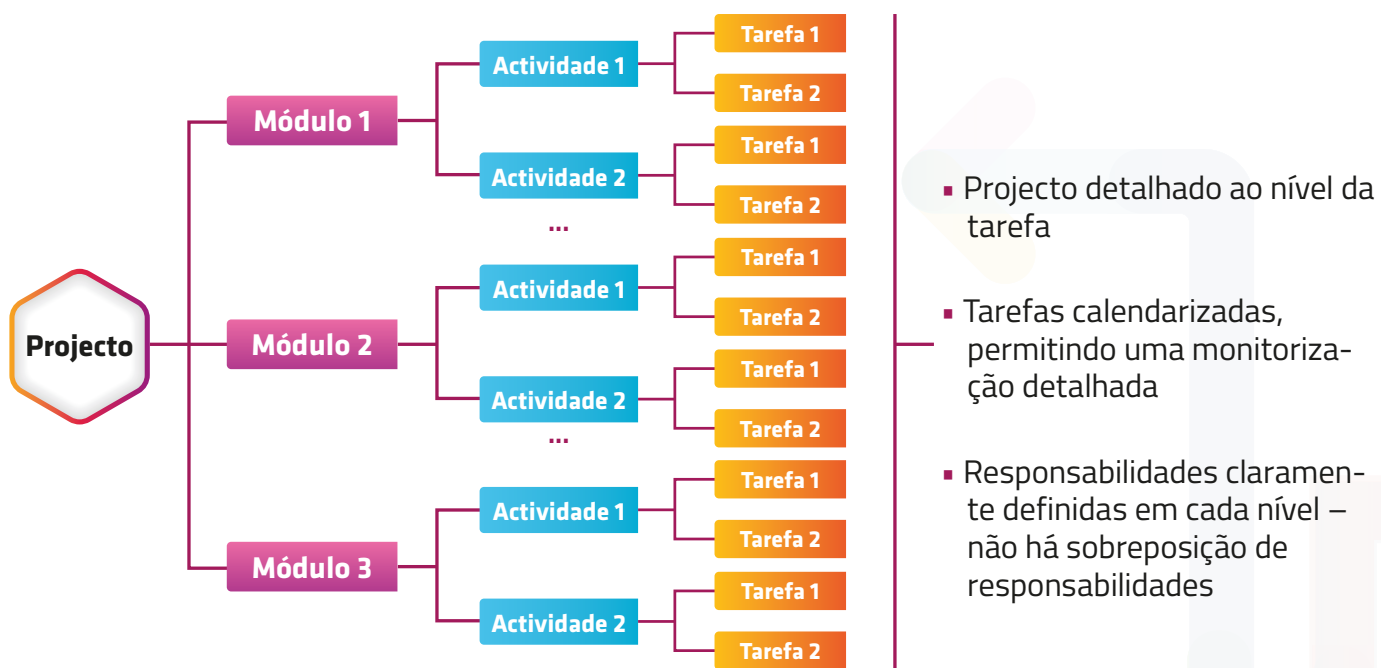 Projecto
Módulo 1
Actividade 1
Tarefa 1
Tarefa 2
Actividade 2
Tarefa 1
Tarefa 2
...
Módulo 2
Actividade 1
Tarefa 1
Tarefa 2
Actividade 2
Tarefa 1
Tarefa 2
...
Módulo 3
Actividade 1
Tarefa 1
Tarefa 2
Actividade 2
Tarefa 1
Tarefa 2
▪ Projecto detalhado ao nível da
tarefa
▪ Tarefas calendarizadas,
permitindo uma monitoriza-
ção detalhada
▪ Responsabilidades claramen-
te definidas em cada nível –
não há sobreposição de
responsabilidades